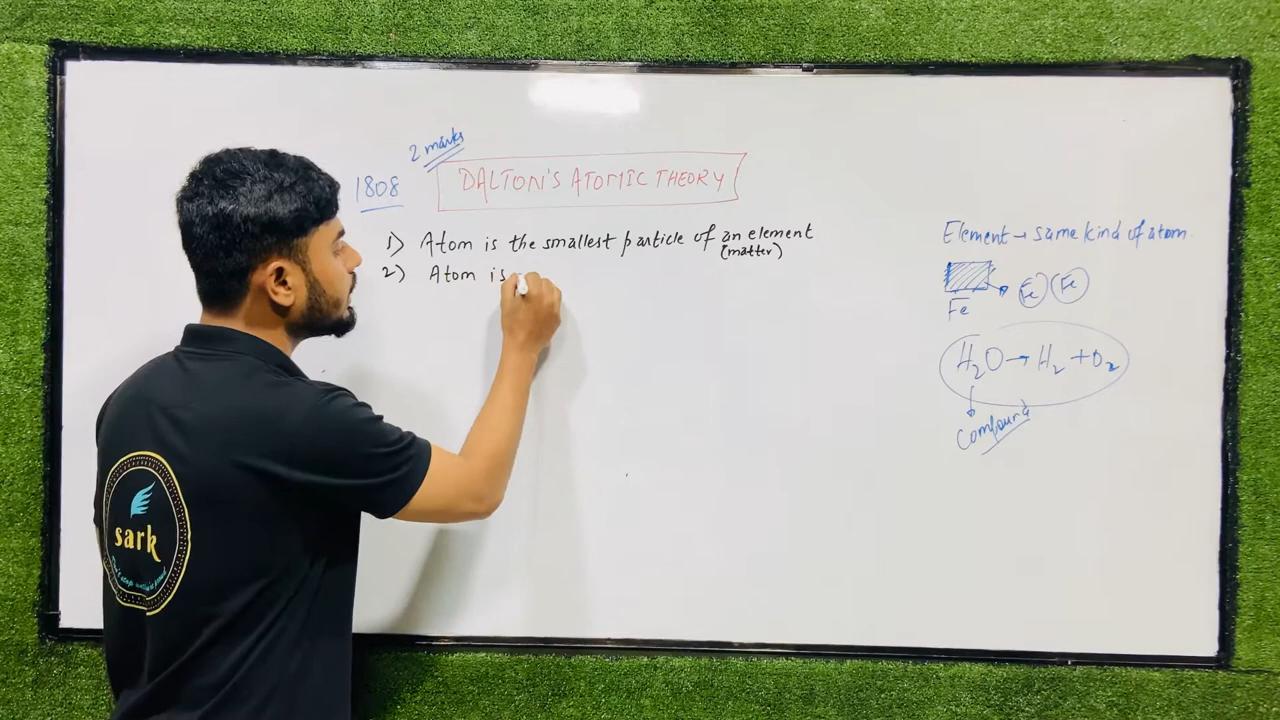 2 marks
1808 DALTON'S ATOMIC THEORY
1) Atom is the smallest particle of an element
(matter)
2) Atom is
Element → same kind of atom.
Fe Fe
Fe
H₂O → H₂ + O₂
compound
sark